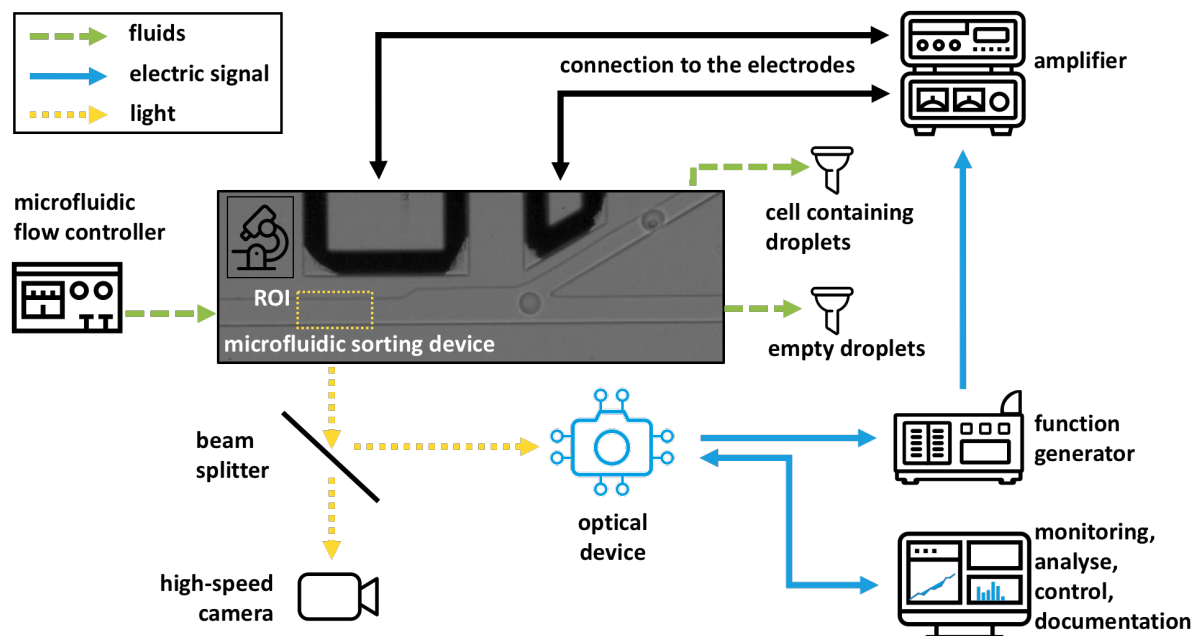 fluids
electric signal
light
connection to the electrodes
amplifier
microfluidic
flow controller
cell containing
droplets
ROI
microfluidic sorting device
empty droplets
beam
splitter
optical
device
function
generator
high-speed
camera
monitoring,
analyse,
control,
documentation